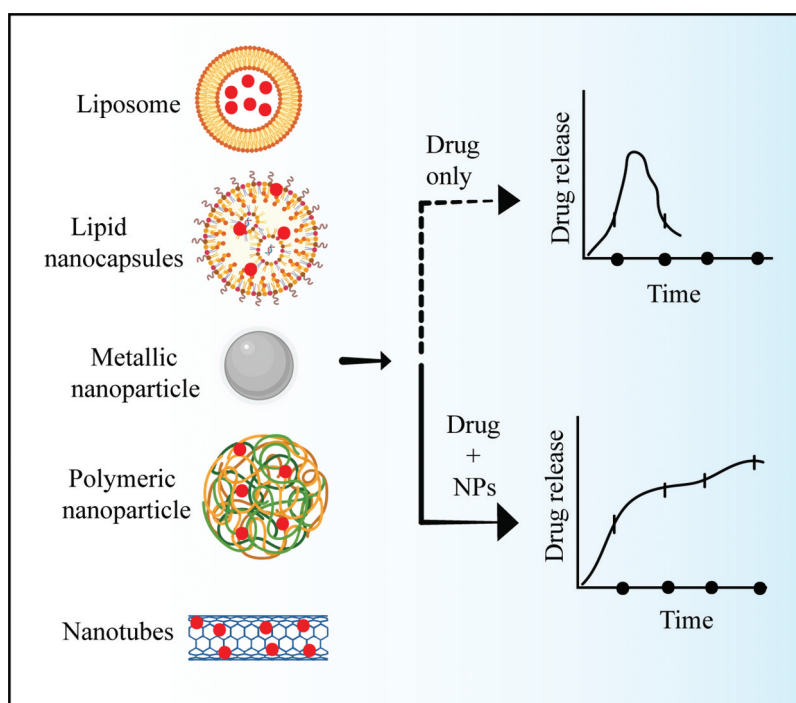 Liposome
Lipid
nanocapsules
Metallic
nanoparticle
Polymeric
nanoparticle
Nanotubes
Drug
only
Drug
+
NPs
Drug release
Time
Drug release
Time